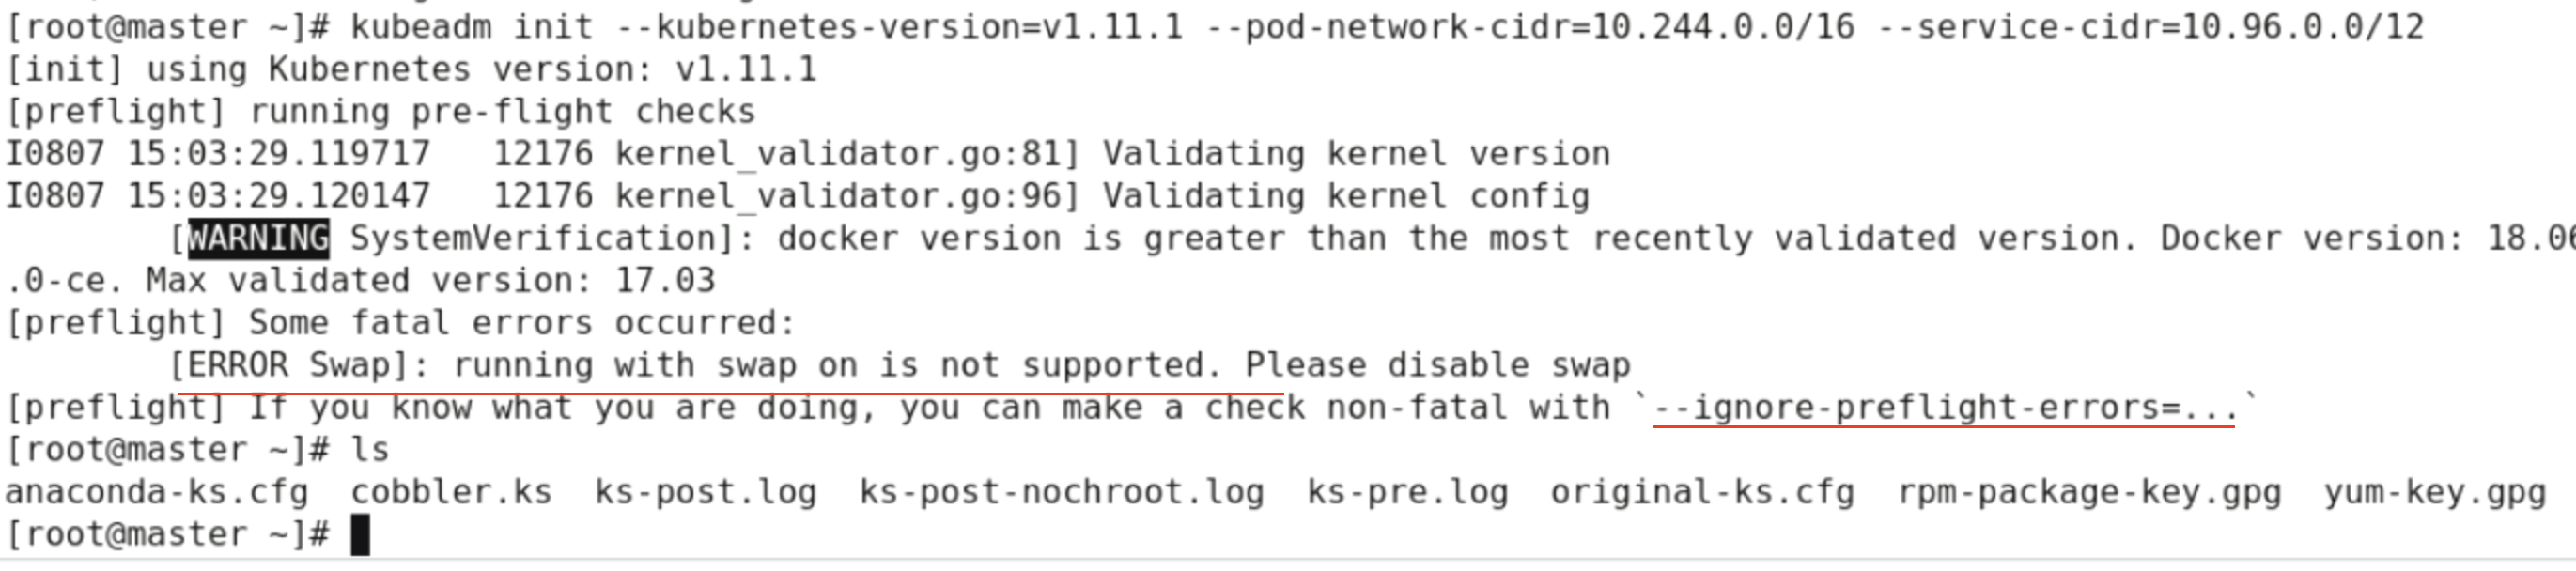 [root@master ~]# kubeadm init --kubernetes-version=v1.11.1 --pod-network-cidr=10.244.0.0/16 --service-cidr=10.96.0.0/12
[init] using Kubernetes version: v1.11.1
[preflight] running pre-flight checks
I0807 15:03:29.119717   12176 kernel_validator.go:81] Validating kernel version
I0807 15:03:29.120147   12176 kernel_validator.go:96] Validating kernel config
[WARNING SystemVerification]: docker version is greater than the most recently validated version. Docker version: 18.06
.0-ce. Max validated version: 17.03
[preflight] Some fatal errors occurred:
[ERROR Swap]: running with swap on is not supported. Please disable swap
[preflight] If you know what you are doing, you can make a check non-fatal with `--ignore-preflight-errors=...`
[root@master ~]# ls
anaconda-ks.cfg  cobbler.ks  ks-post.log  ks-post-nochroot.log  ks-pre.log  original-ks.cfg  rpm-package-key.gpg  yum-key.gpg
[root@master ~]#